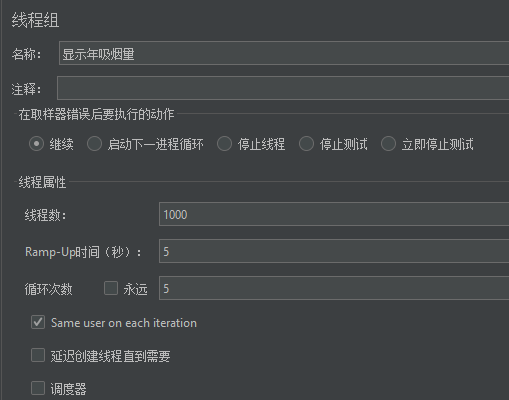 线程组
名称: 显示年吸烟量
注释:
在取样器错误后要执行的动作
继续 启动下一进程循环 停止线程 停止测试 立即停止测试
线程属性
线程数: 1000
Ramp-Up时间（秒）: 5
循环次数 永远 5
Same user on each iteration
延迟创建线程直到需要
调度器